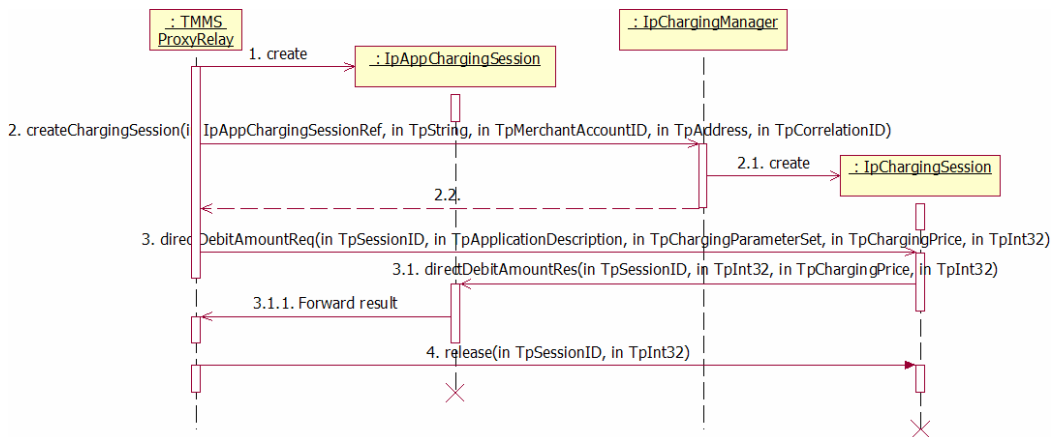 : TMMS
ProxyRelay
: IpChargingManager
1. create
: IpAppChargingSession
2. createChargingSession(in IpAppChargingSessionRef, in TpString, in TpMerchantAccountID, in TpAddress, in TpCorrelationID)
2.1. create
: IpChargingSession
2.2.
3. directDebitAmountReq(in TpSessionID, in TpApplicationDescription, in TpChargingParameterSet, in TpChargingPrice, in TpInt32)
3.1. directDebitAmountRes(in TpSessionID, in TpInt32, in TpChargingPrice, in TpInt32)
3.1.1. Forward result
4. release(in TpSessionID, in TpInt32)